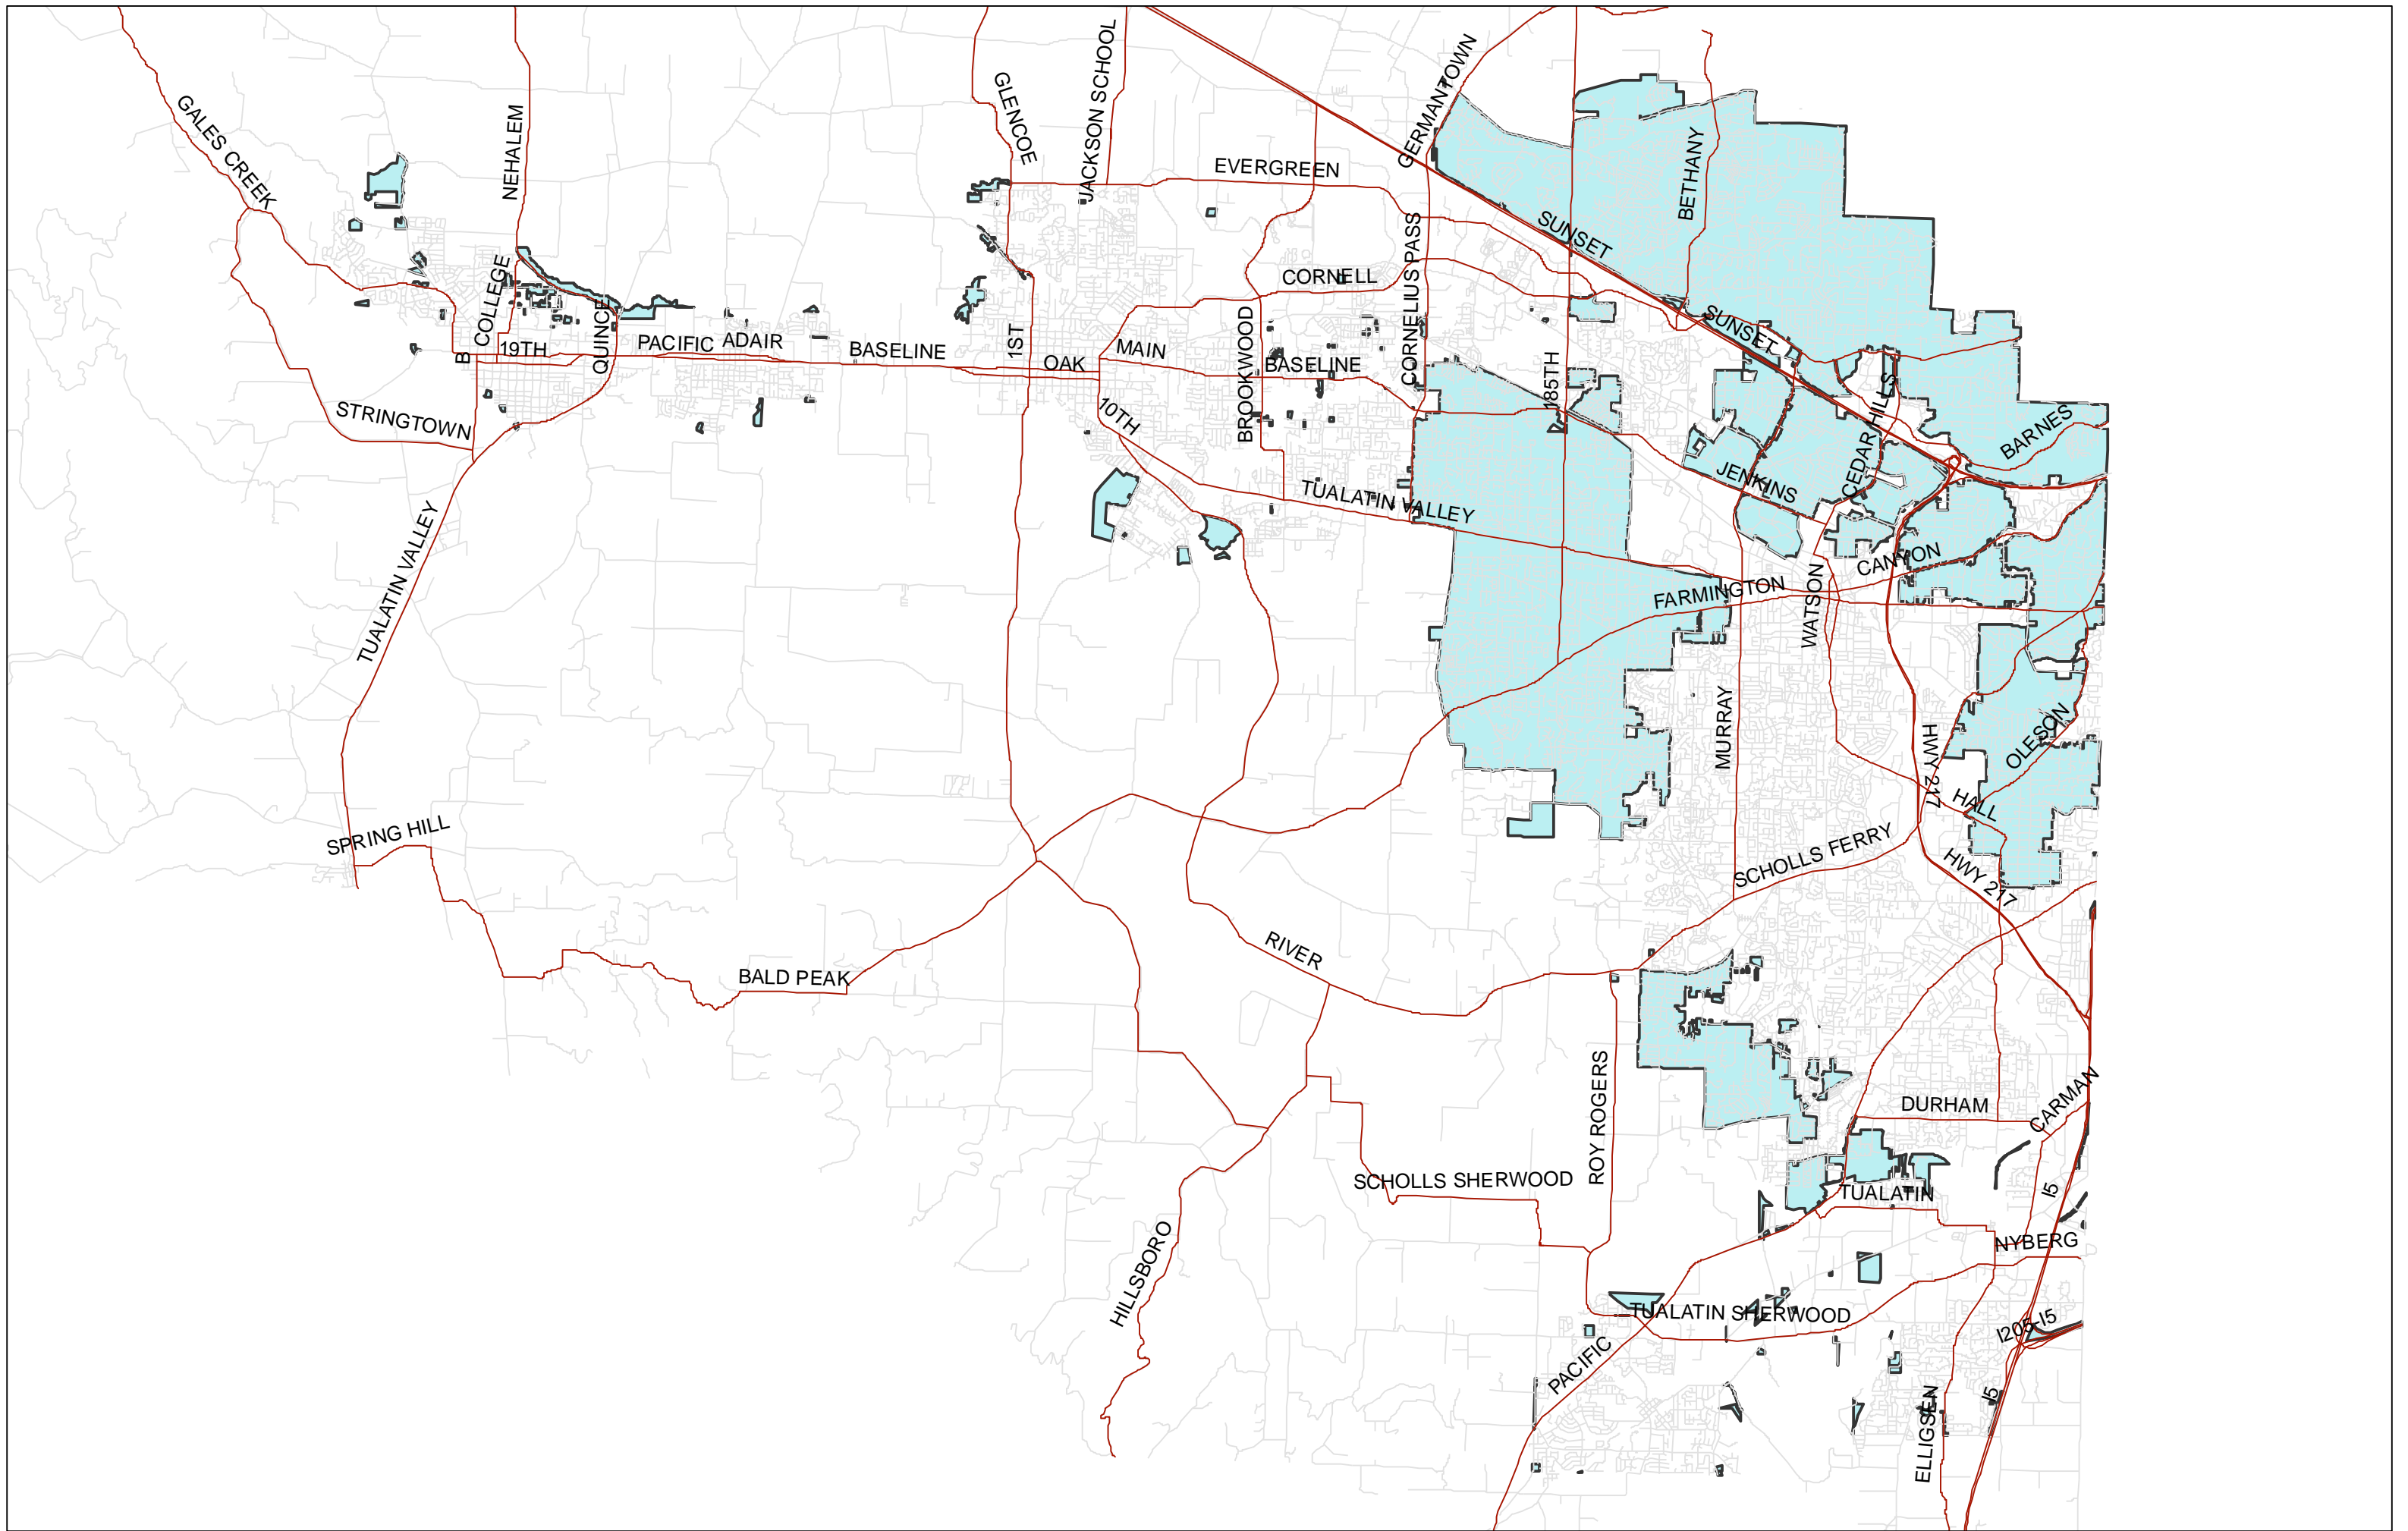 GERMANTOWN
JACKSON SCHOOL
GLENCOE
GALES CREEK
NEHALEM
BETHANY
EVERGREEN
SUNSET
CORNELIUS PASS
CORNELL
COLLEGE
QUINCE
SUNSET
1ST
BROOKWOOD
PACIFIC
ADAIR
BASELINE
MAIN
B
19TH
OAK
BASELINE
185TH
CEDAR HILLS
STRINGTOWN
10TH
BARNES
JENKINS
TUALATIN VALLEY
TUALATIN VALLEY
CANYON
WATSON
FARMINGTON
MURRAY
OLESON
HWY 217
HALL
SPRING HILL
SCHOLLS FERRY
HWY 217
RIVER
BALD PEAK
ROY ROGERS
CARMAN
DURHAM
SCHOLLS SHERWOOD
TUALATIN
I5
HILLSBORO
NYBERG
TUALATIN SHERWOOD
I205-I5
PACIFIC
I5
ELLIGSEN